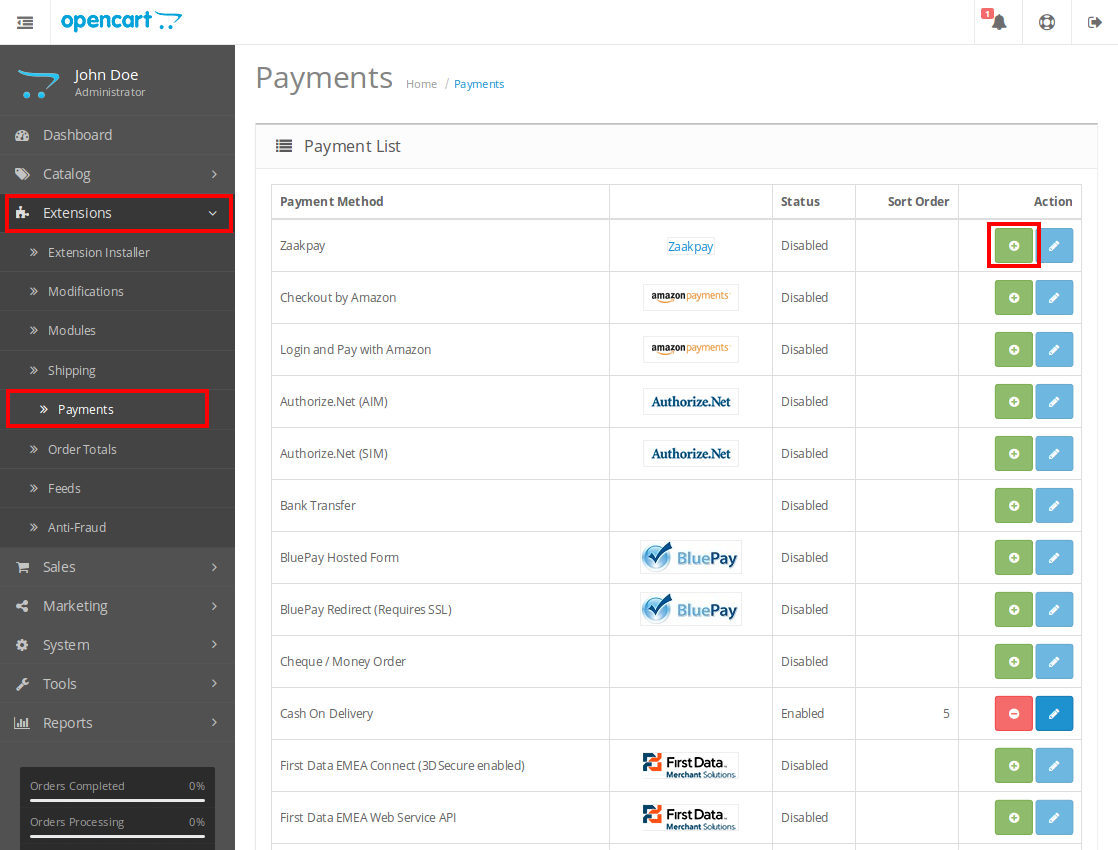 opencart
1
John Doe
Administrator
Dashboard
Catalog
Extensions
Extension Installer
Modifications
Modules
Shipping
Payments
Order Totals
Feeds
Anti-Fraud
Sales
Marketing
System
Tools
Reports
Orders Completed 0%
Orders Processing 0%
Payments Home / Payments
Payment List
Payment Method Status Sort Order Action
Zaakpay Zaakpay Disabled
Checkout by Amazon amazonpayments Disabled
Login and Pay with Amazon amazonpayments Disabled
Authorize.Net (AIM) Authorize.Net Disabled
Authorize.Net (SIM) Authorize.Net Disabled
Bank Transfer Disabled
BluePay Hosted Form BluePay Disabled
BluePay Redirect (Requires SSL) BluePay Disabled
Cheque / Money Order Disabled
Cash On Delivery Enabled 5
First Data EMEA Connect (3DSecure enabled) First Data. Merchant Solutions. Disabled
First Data EMEA Web Service API First Data. Merchant Solutions. Disabled